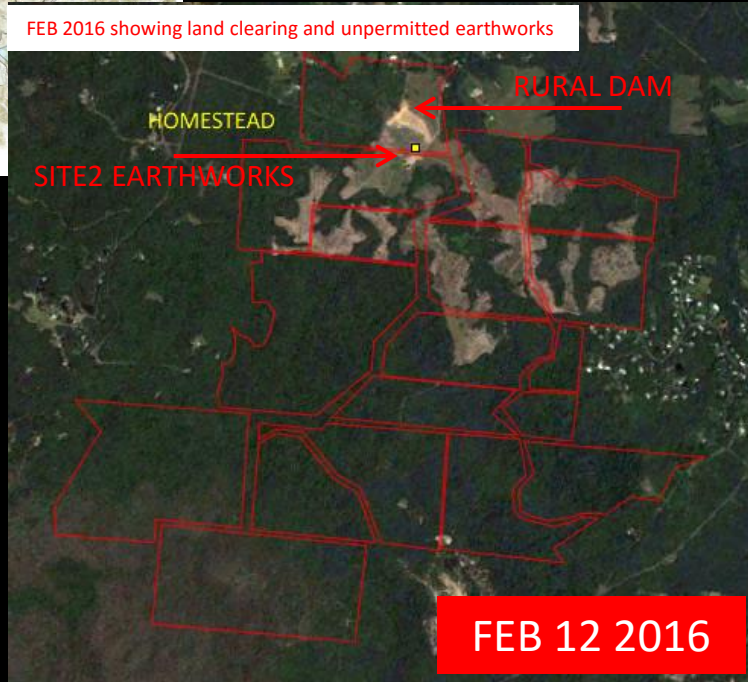 FEB 2016 showing land clearing and unpermitted earthworks
RURAL DAM
HOMESTEAD
SITE2 EARTHWORKS
FEB 12 2016